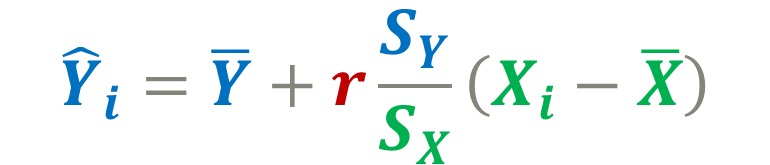 Ŷᵢ = Ȳ + r (S_Y / S_X) (Xᵢ − X̄)